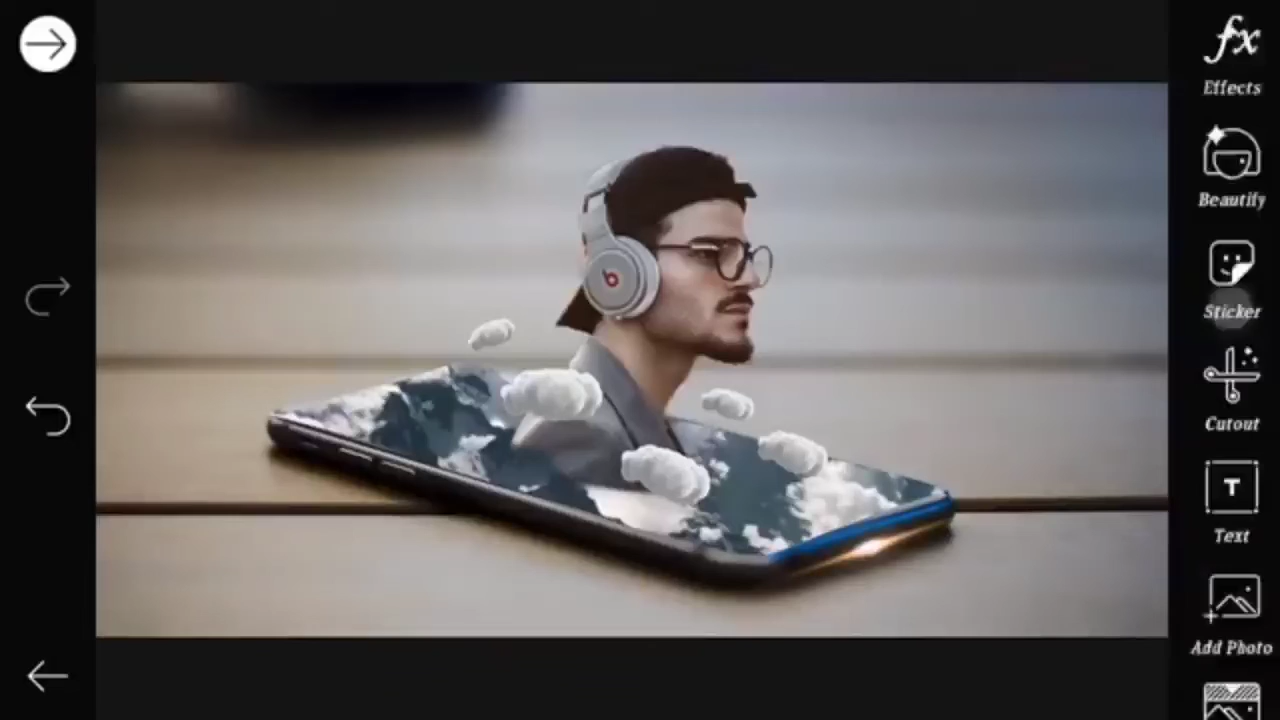 fx
Effects
Beautify
Sticker
Cutout
T
Text
Add Photo
b